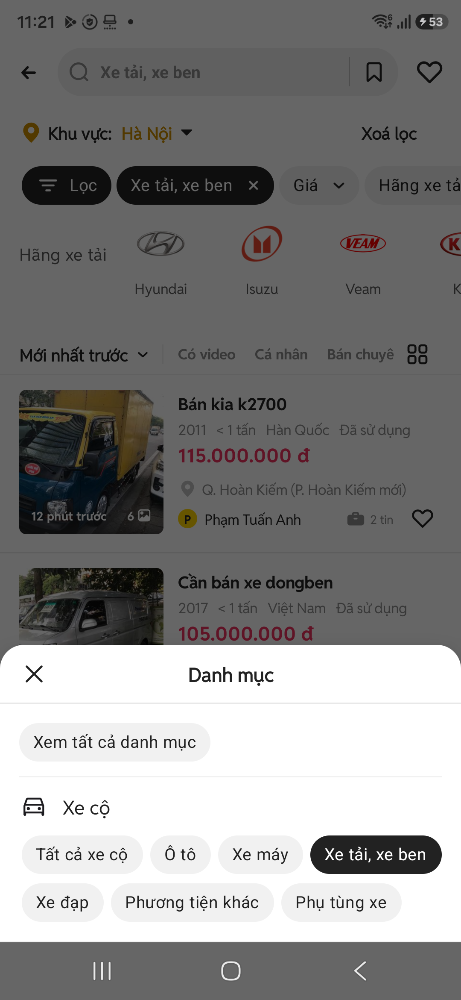 11:21
6
53
Xe tải, xe ben
Khu vực: Hà Nội
Xoá lọc
Lọc
Xe tải, xe ben
Giá
Hãng xe tả
Hãng xe tải
VEAM
K
Hyundai
Isuzu
Veam
K
Mới nhất trước
Có video
Cá nhân
Bán chuyê
Bán kia k2700
2011 < 1 tấn Hàn Quốc Đã sử dụng
115.000.000 đ
Q. Hoàn Kiếm (P. Hoàn Kiếm mới)
12 phút trước
6
P
Phạm Tuấn Anh
2 tin
Cần bán xe dongben
2017 < 1 tấn Việt Nam Đã sử dụng
105.000.000 đ
Danh mục
Xem tất cả danh mục
Xe cộ
Tất cả xe cộ
Ô tô
Xe máy
Xe tải, xe ben
Xe đạp
Phương tiện khác
Phụ tùng xe